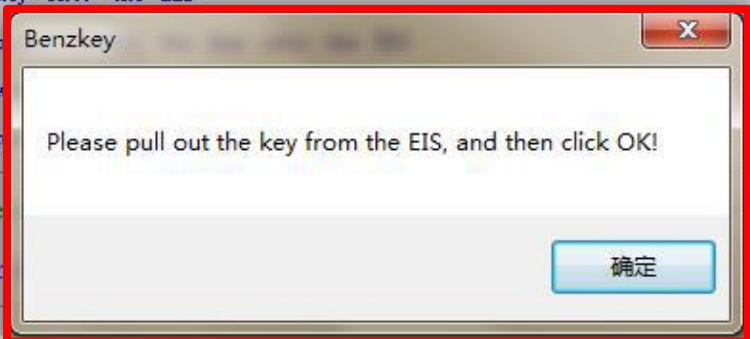 Benzkey
Please pull out the key from the EIS, and then click OK!
确定